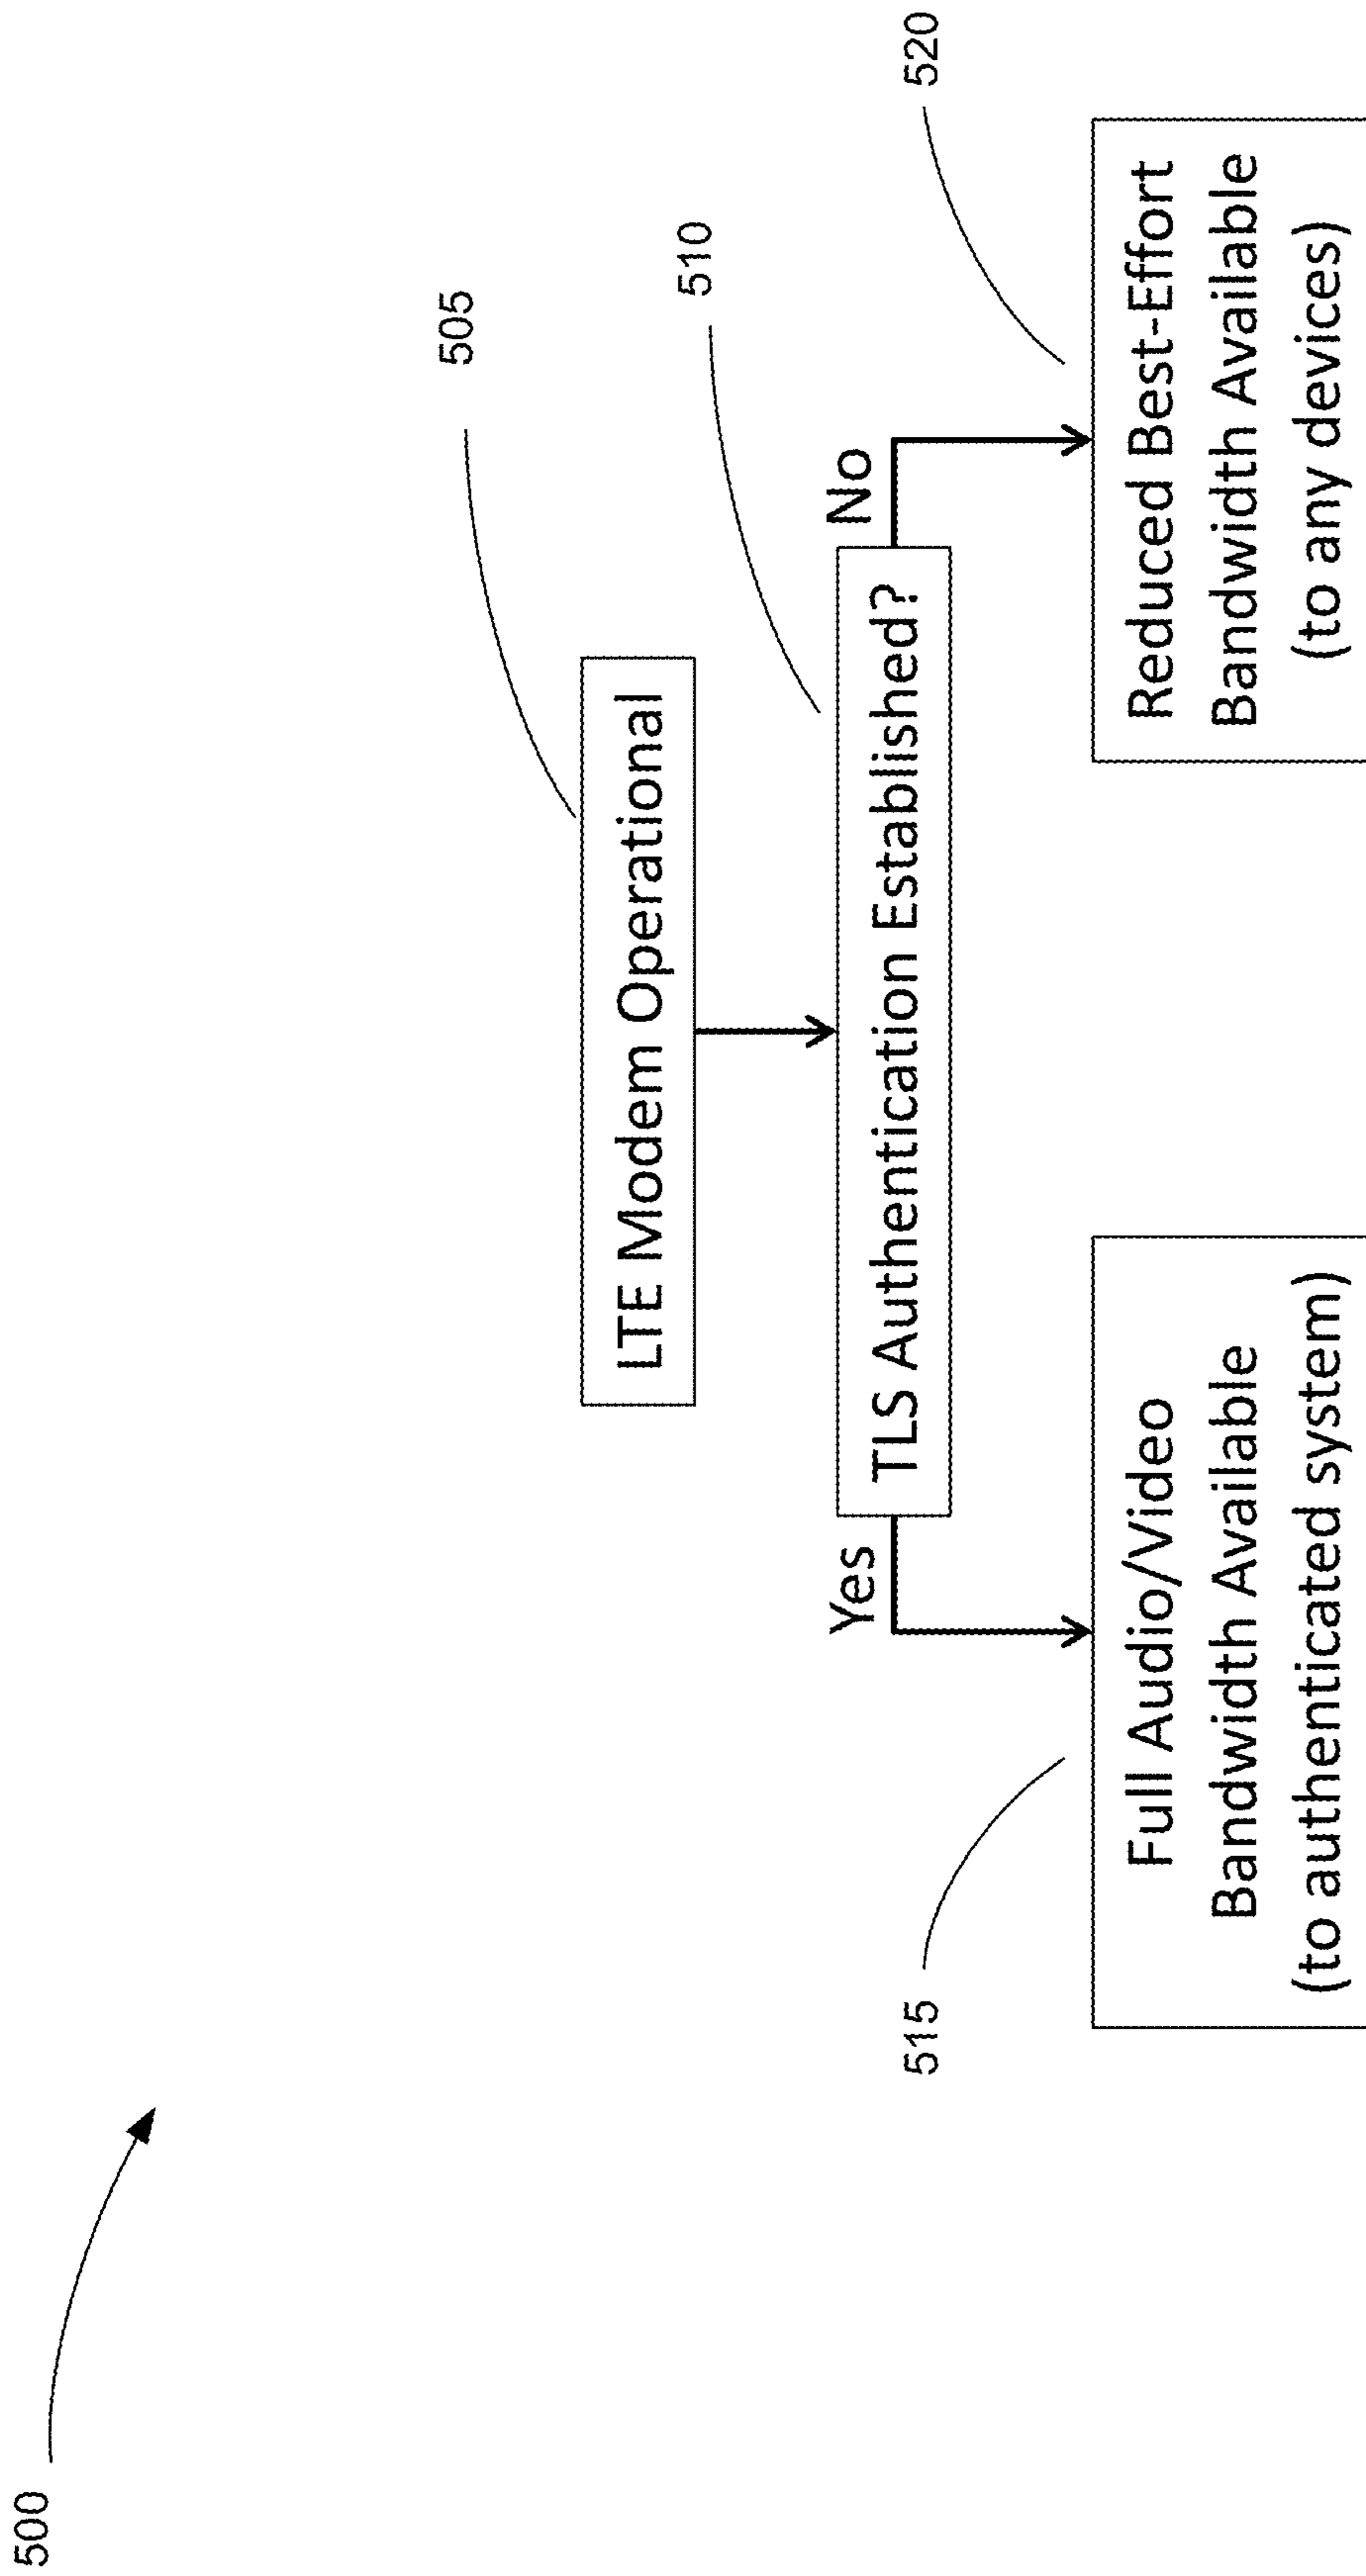 500
505
LTE Modem Operational
510
TLS Authentication Established?
Yes
No
515
520
Full Audio/Video
Bandwidth Available
(to authenticated system)
Reduced Best-Effort
Bandwidth Available
(to any devices)